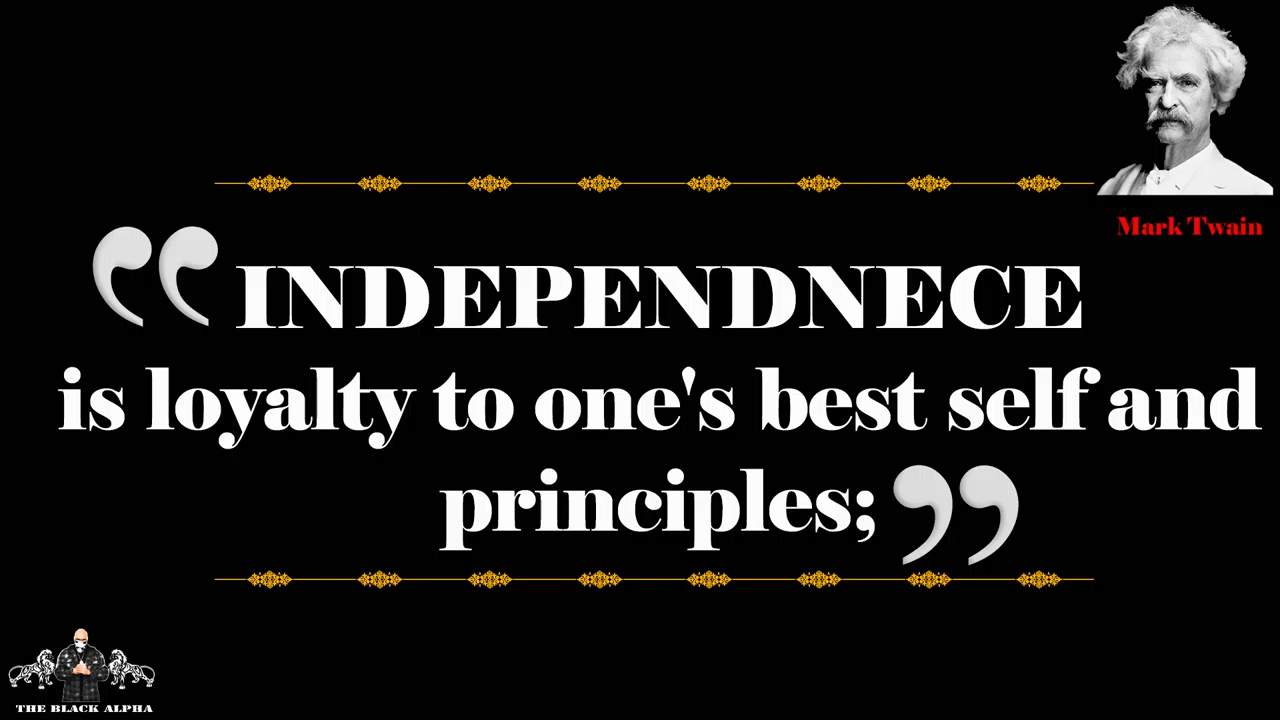 Mark Twain
“INDEPENDNECE
is loyalty to one's best self and
principles;”
THE BLACK ALPHA